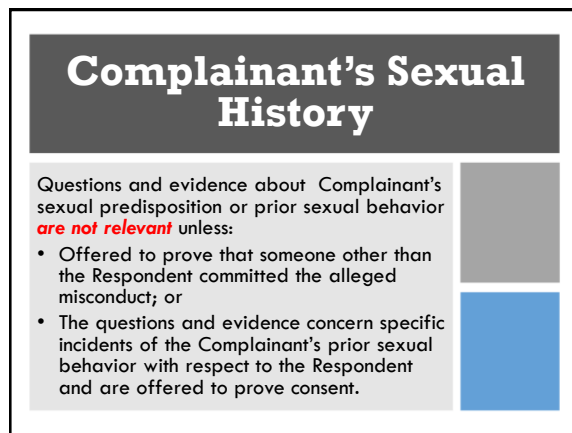 Complainant's Sexual
History
Questions and evidence about Complainant's
sexual predisposition or prior sexual behavior
are not relevant unless:
• Offered to prove that someone other than
the Respondent committed the alleged
misconduct; or
• The questions and evidence concern specific
incidents of the Complainant's prior sexual
behavior with respect to the Respondent
and are offered to prove consent.